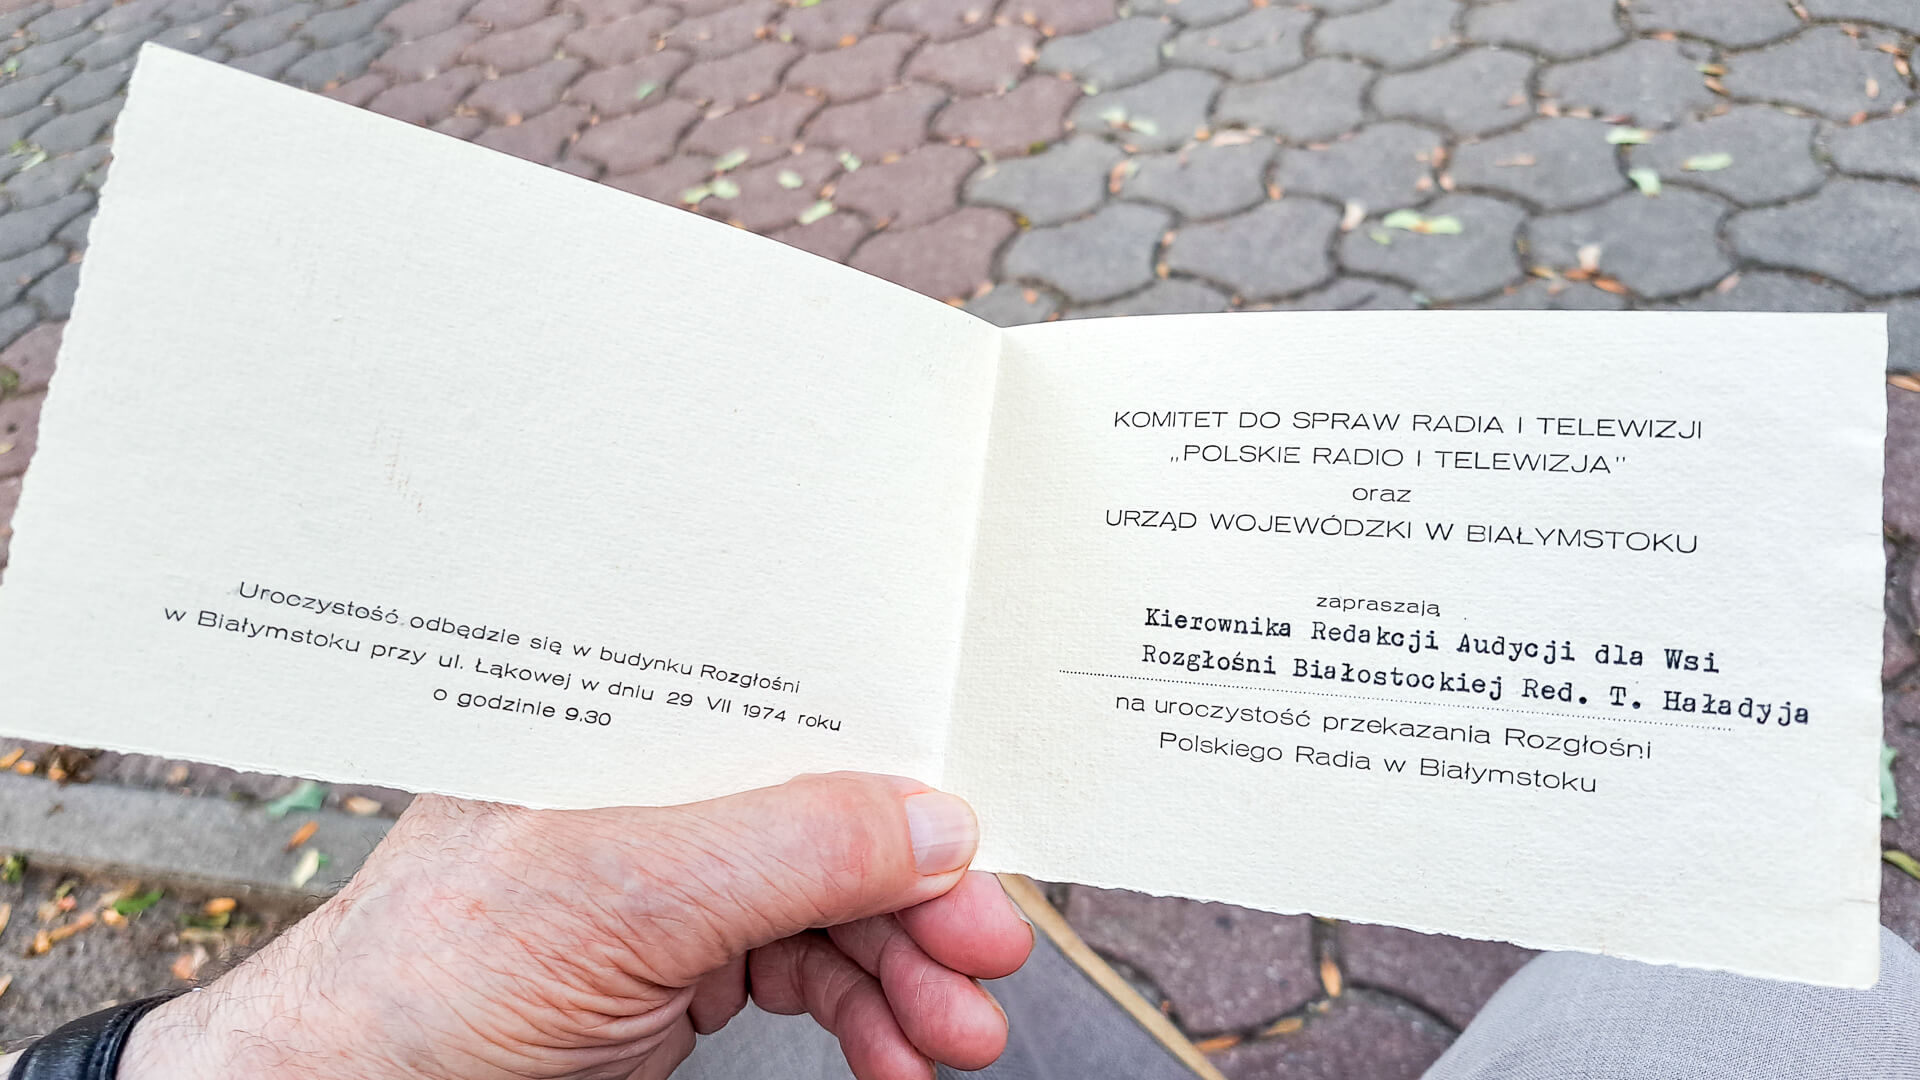 Uroczystość odbędzie się w budynku Rozgłośni
w Białymstoku przy ul. Łąkowej w dniu 29 VII 1974 roku
o godzinie 9.30
KOMITET DO SPRAW RADIA I TELEWIZJI
„POLSKIE RADIO I TELEWIZJA"
oraz
URZĄD WOJEWÓDZKI W BIAŁYMSTOKU
zapraszają
Kierownika Redakcji Audycji dla Wsi
Rozgłośni Białostockiej Red. T. Haładyja
na uroczystość przekazania Rozgłośni
Polskiego Radia w Białymstoku